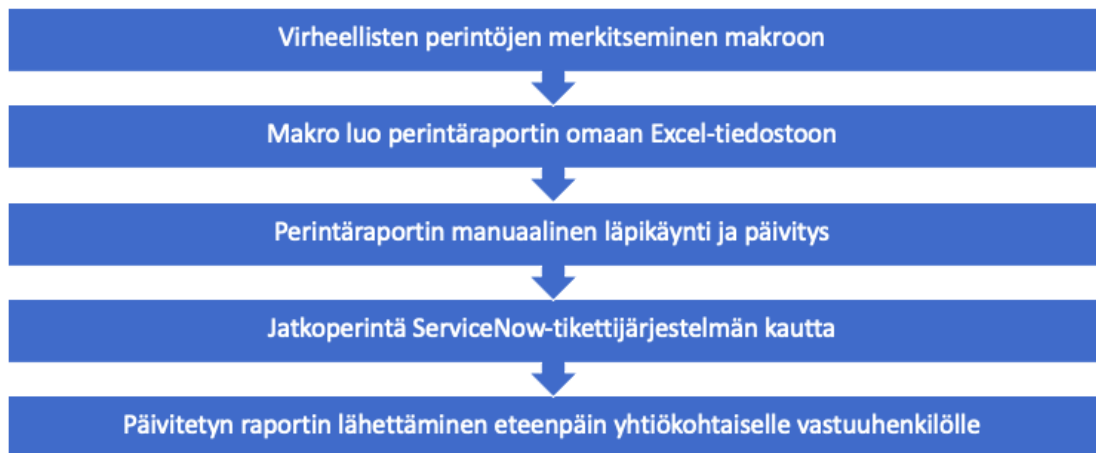 Virheellisten perintöjen merkitseminen makroon
Makro luo perintäraportin omaan Excel-tiedostoon
Perintäraportin manuaalinen läpikäynti ja päivitys
Jatkoperintä ServiceNow-tikettijärjestelmän kautta
Päivitetyn raportin lähettäminen eteenpäin yhtiökohtaiselle vastuuhenkilölle